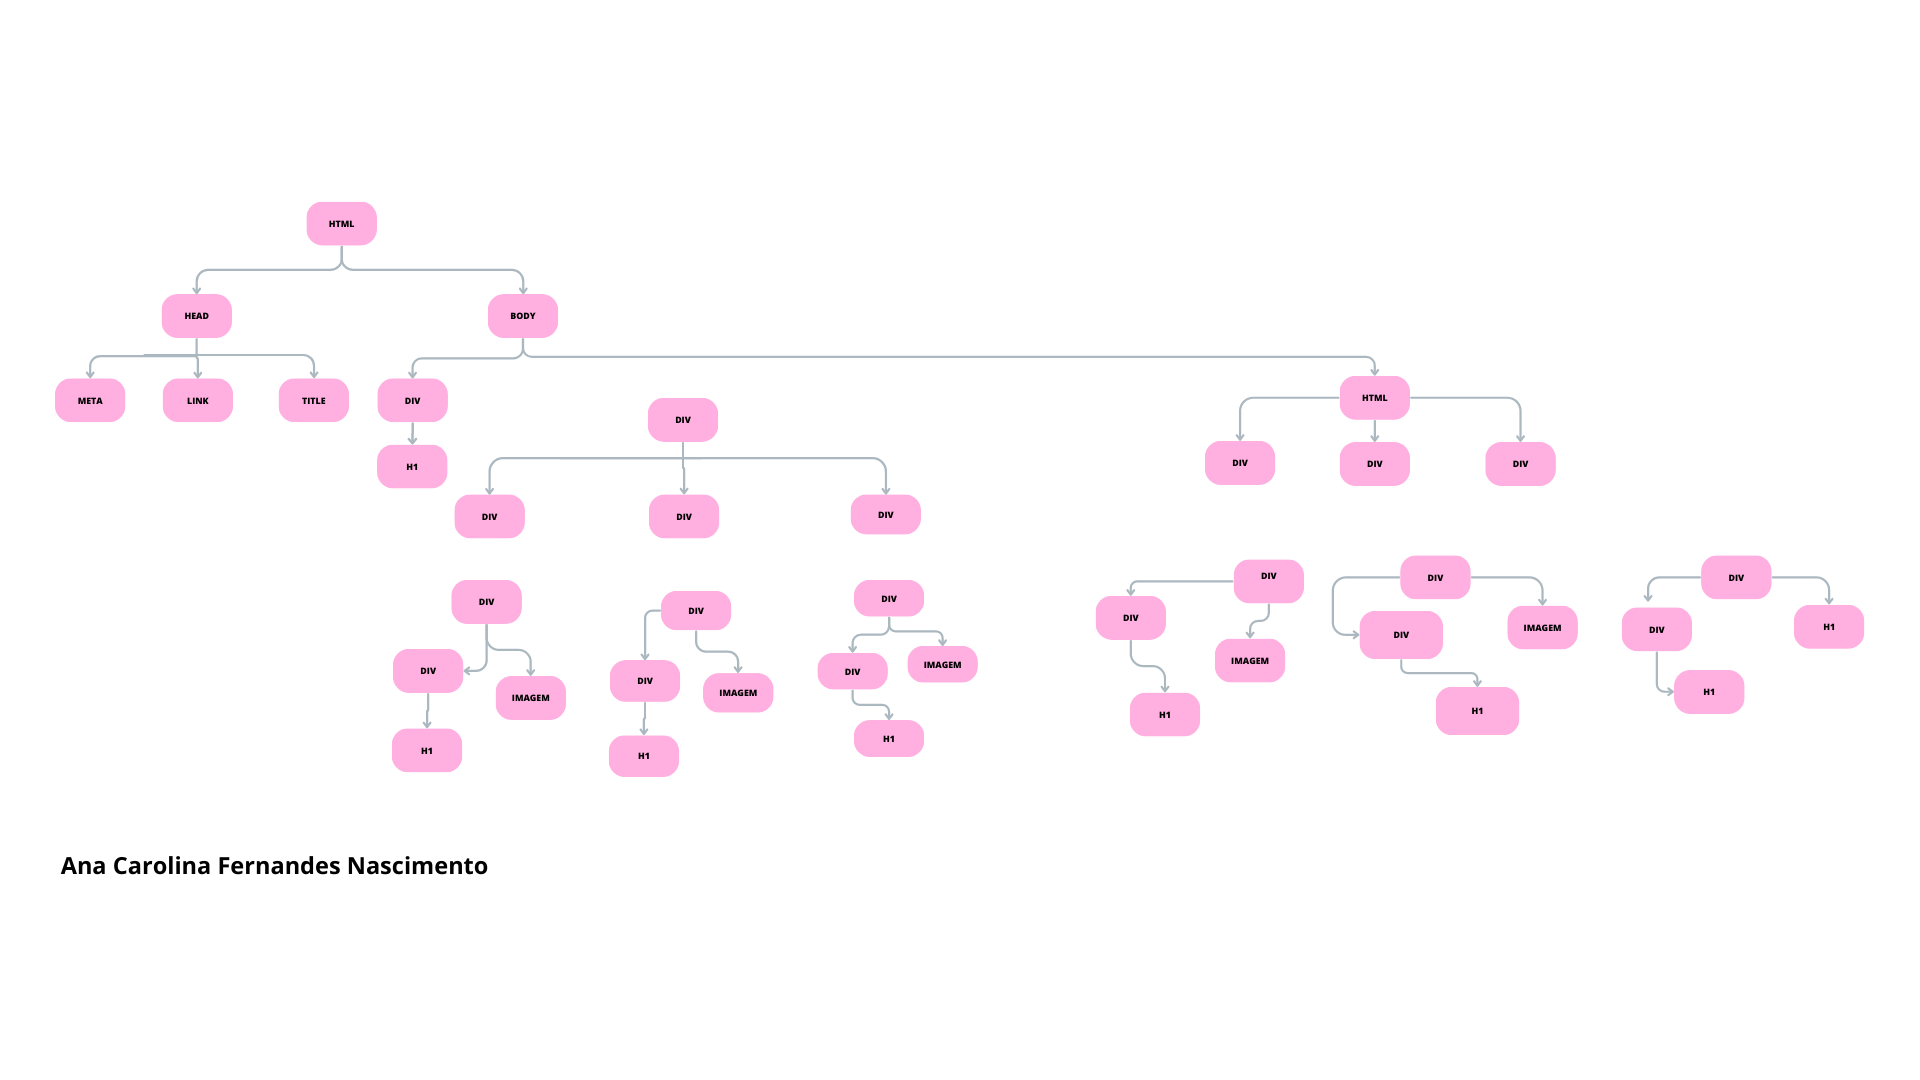 HTML
HEAD
BODY
META
LINK
TITLE
DIV
H1
DIV
DIV
DIV
DIV
HTML
DIV
DIV
DIV
DIV
DIV
IMAGEM
H1
DIV
DIV
IMAGEM
H1
DIV
DIV
IMAGEM
H1
DIV
DIV
IMAGEM
H1
DIV
DIV
IMAGEM
H1
DIV
DIV
H1
H1
Ana Carolina Fernandes Nascimento